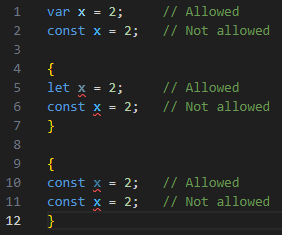 1 var x = 2; // Allowed
2 const x = 2; // Not allowed
3
4 {
5 let x = 2; // Allowed
6 const x = 2; // Not allowed
7 }
8
9 {
10 const x = 2; // Allowed
11 const x = 2; // Not allowed
12 }